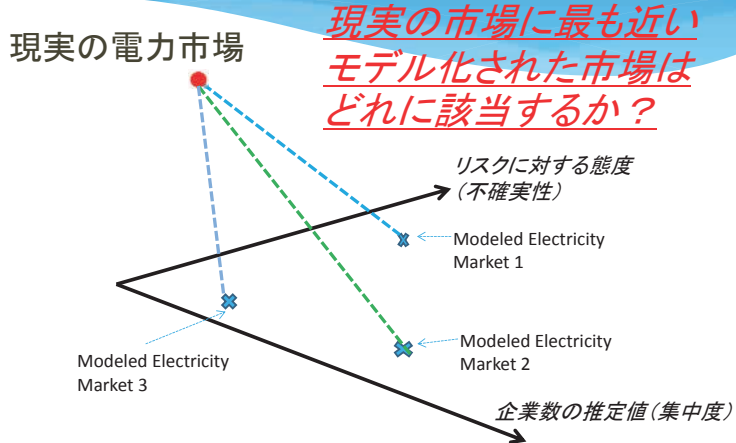 現実の電力市場
現実の市場に最も近い
モデル化された市場は
どれに該当するか？
リスクに対する態度
（不確実性）
Modeled Electricity
Market 1
Modeled Electricity
Market 2
Modeled Electricity
Market 3
企業数の推定値（集中度）